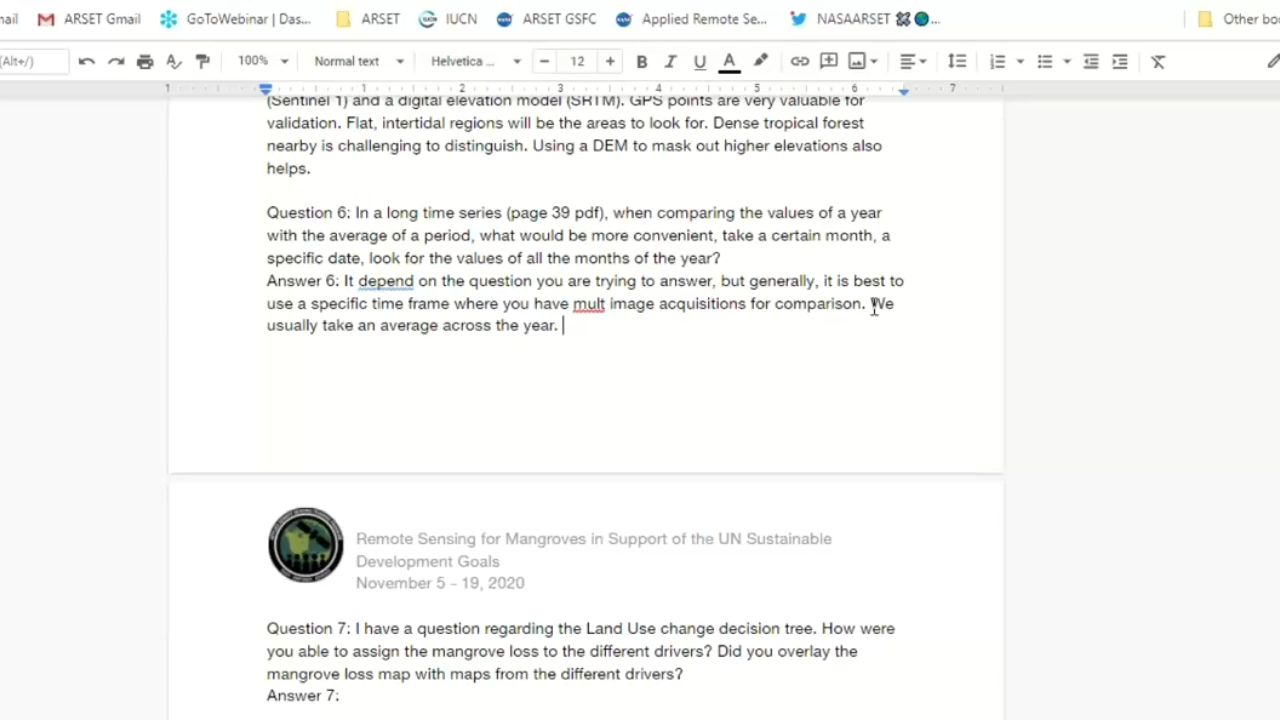 ail ARSET Gmail GoToWebinar | Das... ARSET IUCN ARSET GSFC Applied Remote Se... NASAARSET Other bo
(Alt+/) 100% Normal text Helvetica ... 12 B I U A
1 1 2 3 4 5 6 7
(Sentinel 1) and a digital elevation model (SRTM). GPS points are very valuable for
validation. Flat, intertidal regions will be the areas to look for. Dense tropical forest
nearby is challenging to distinguish. Using a DEM to mask out higher elevations also
helps.
Question 6: In a long time series (page 39 pdf), when comparing the values of a year
with the average of a period, what would be more convenient, take a certain month, a
specific date, look for the values of all the months of the year?
Answer 6: It depend on the question you are trying to answer, but generally, it is best to
use a specific time frame where you have mult image acquisitions for comparison. We
usually take an average across the year.
Remote Sensing for Mangroves in Support of the UN Sustainable
Development Goals
November 5 - 19, 2020
Question 7: I have a question regarding the Land Use change decision tree. How were
you able to assign the mangrove loss to the different drivers? Did you overlay the
mangrove loss map with maps from the different drivers?
Answer 7: